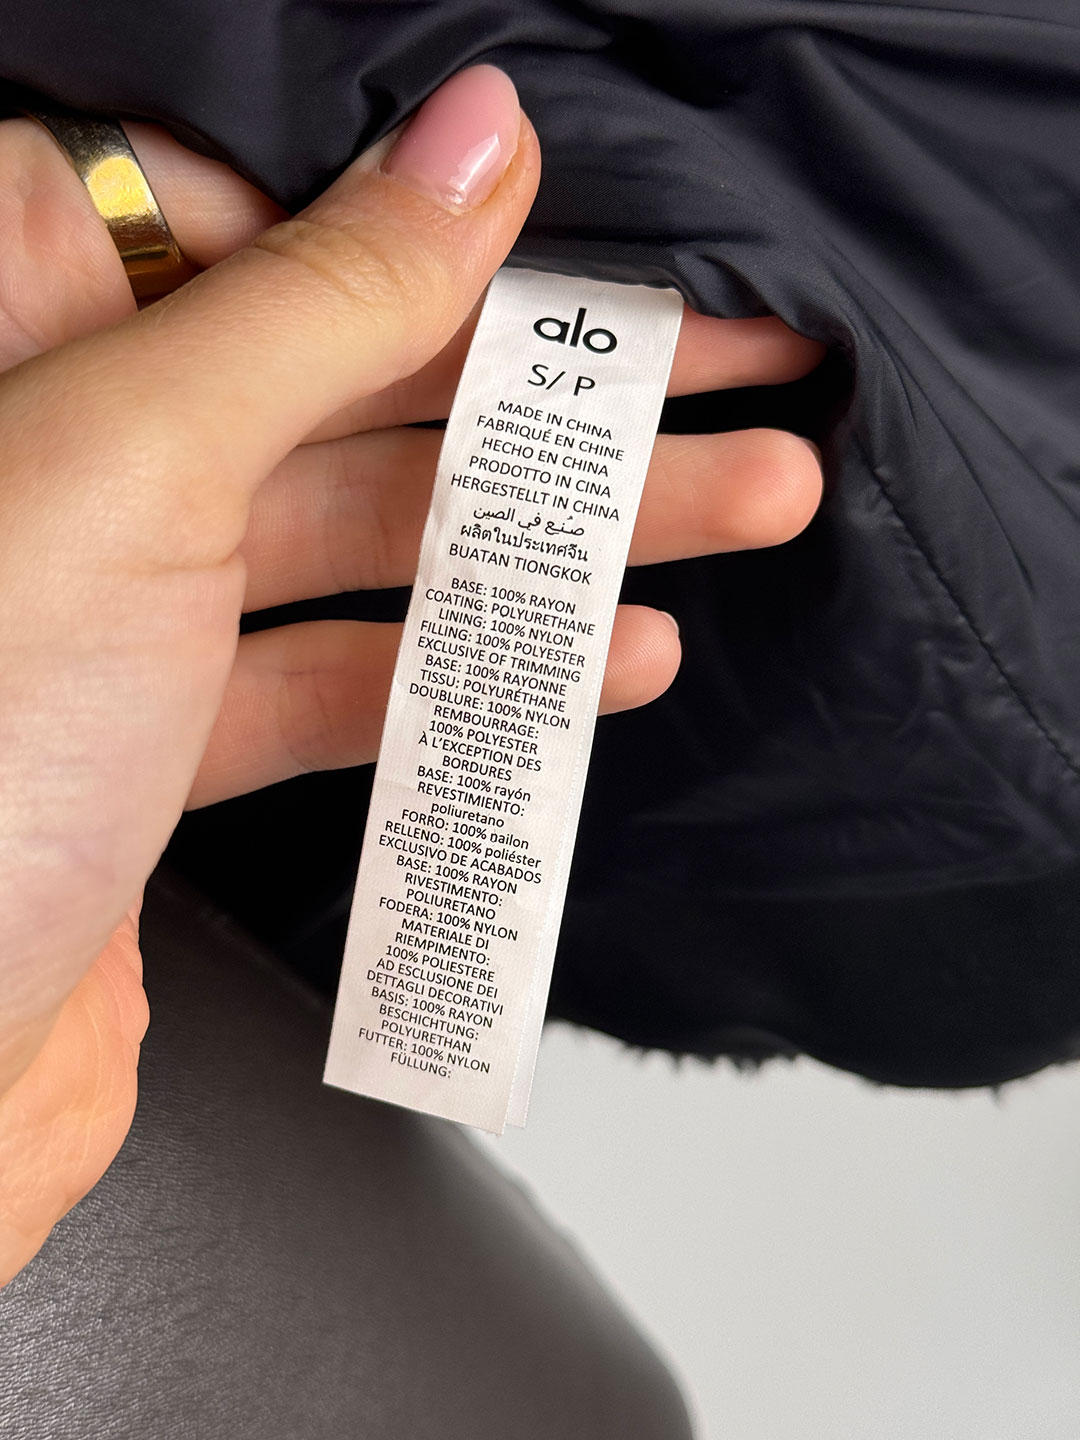 alo
S/ P
MADE IN CHINA
FABRIQUÉ EN CHINE
HECHO EN CHINA
PRODOTTO IN CINA
HERGESTELLT IN CHINA
صُنع في الصين
ผลิตในประเทศจีน
BUATAN TIONGKOK
BASE: 100% RAYON
COATING: POLYURETHANE
LINING: 100% NYLON
FILLING: 100% POLYESTER
EXCLUSIVE OF TRIMMING
BASE: 100% RAYONNE
TISSU: POLYURÉTHANE
DOUBLURE: 100% NYLON
REMBOURRAGE:
100% POLYESTER
À L'EXCEPTION DES
BORDURES
BASE: 100% rayón
REVESTIMIENTO:
poliuretano
FORRO: 100% nailon
RELLENO: 100% poliéster
EXCLUSIVO DE ACABADOS
BASE: 100% RAYON
RIVESTIMENTO:
POLIURETANO
FODERA: 100% NYLON
MATERIALE DI
RIEMPIMENTO:
100% POLIESTERE
AD ESCLUSIONE DEI
DETTAGLI DECORATIVI
BASIS: 100% RAYON
BESCHICHTUNG:
POLYURETHAN
FUTTER: 100% NYLON
FÜLLUNG: